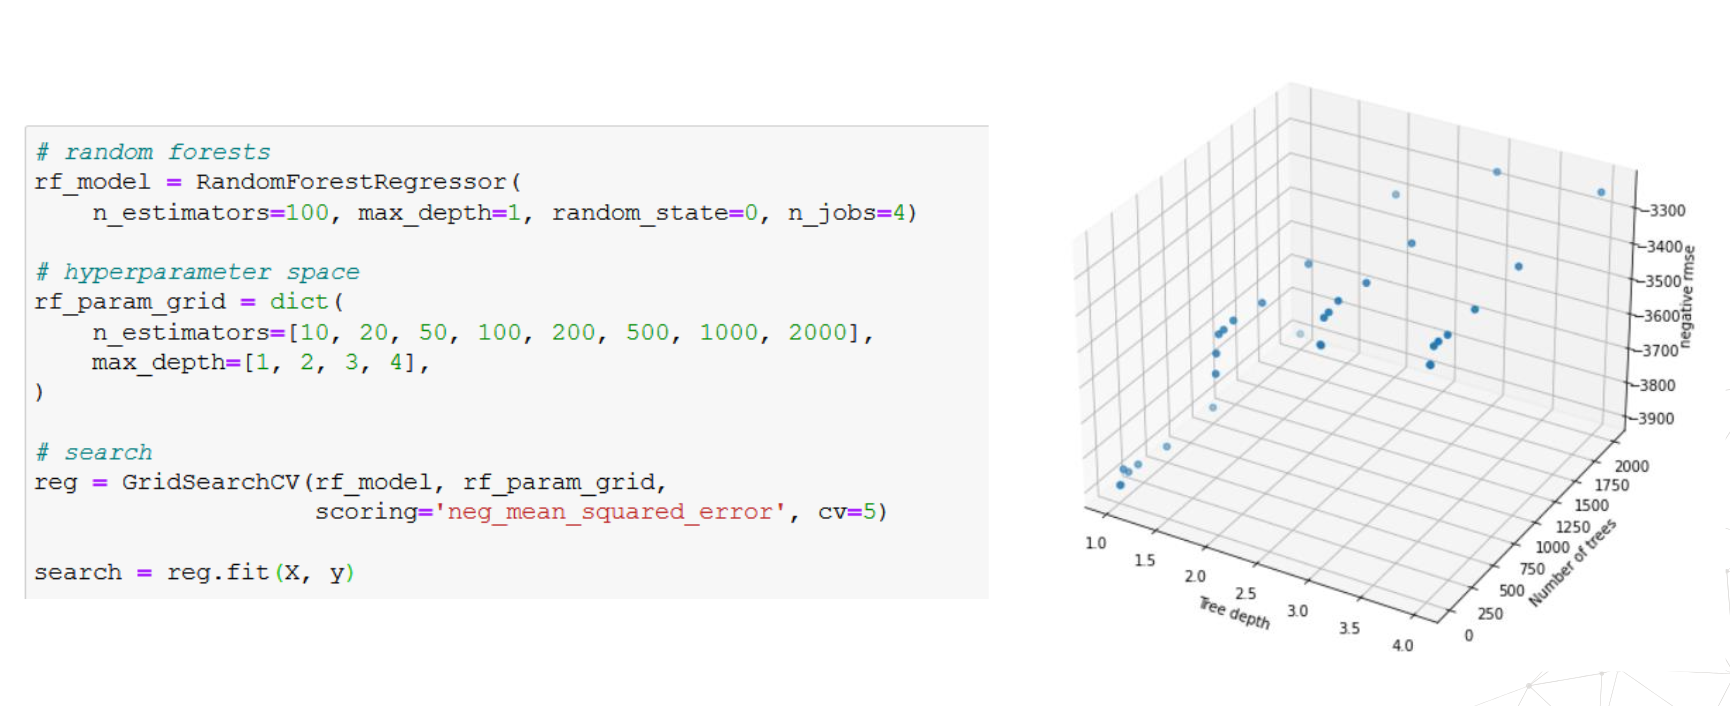 # random forests
rf_model = RandomForestRegressor(
    n_estimators=100, max_depth=1, random_state=0, n_jobs=4)
# hyperparameter space
rf_param_grid = dict(
    n_estimators=[10, 20, 50, 100, 200, 500, 1000, 2000],
    max_depth=[1, 2, 3, 4],
)
# search
reg = GridSearchCV(rf_model, rf_param_grid,
                   scoring='neg_mean_squared_error', cv=5)
search = reg.fit(X, y)
−3300
−3400
−3500
−3600
−3700
−3800
−3900
negative rmse
2000
1750
1500
1250
1000
750
500
250
0
Number of trees
1.0
1.5
2.0
2.5
3.0
3.5
4.0
Tree depth